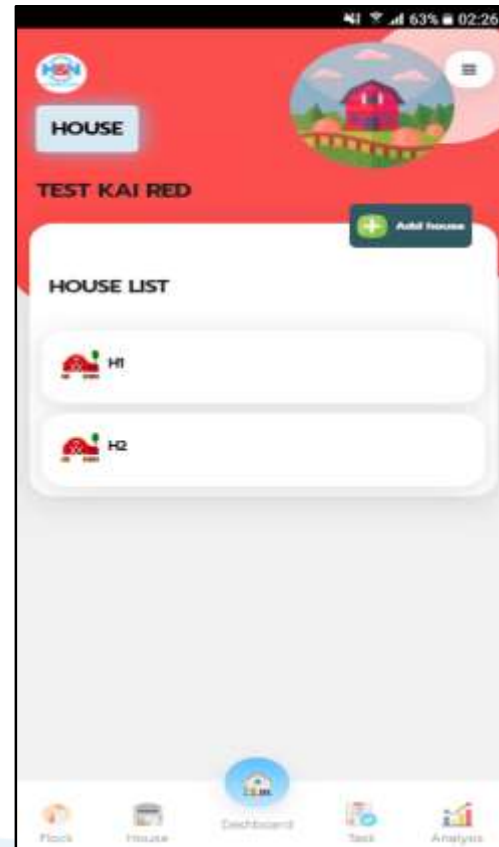 63% 02:26
H&N
HOUSE
TEST KAI RED
Add house
HOUSE LIST
H1
H2
Flock
House
Dashboard
Task
Analysis